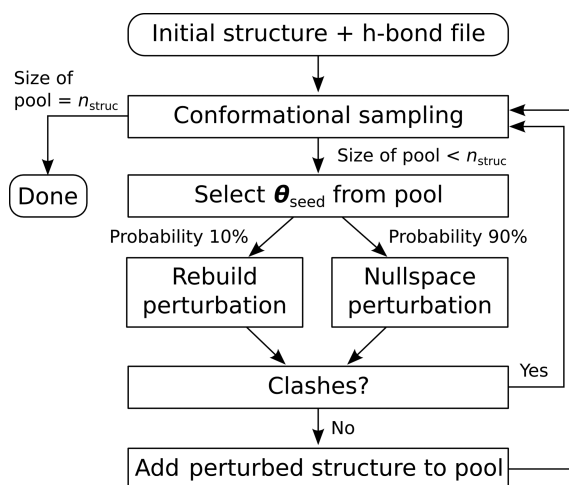 Initial structure + h-bond file
Size of
pool = nstruc
Conformational sampling
Size of pool < nstruc
Done
Select θseed from pool
Probability 10%
Probability 90%
Rebuild
perturbation
Nullspace
perturbation
Clashes?
Yes
No
Add perturbed structure to pool